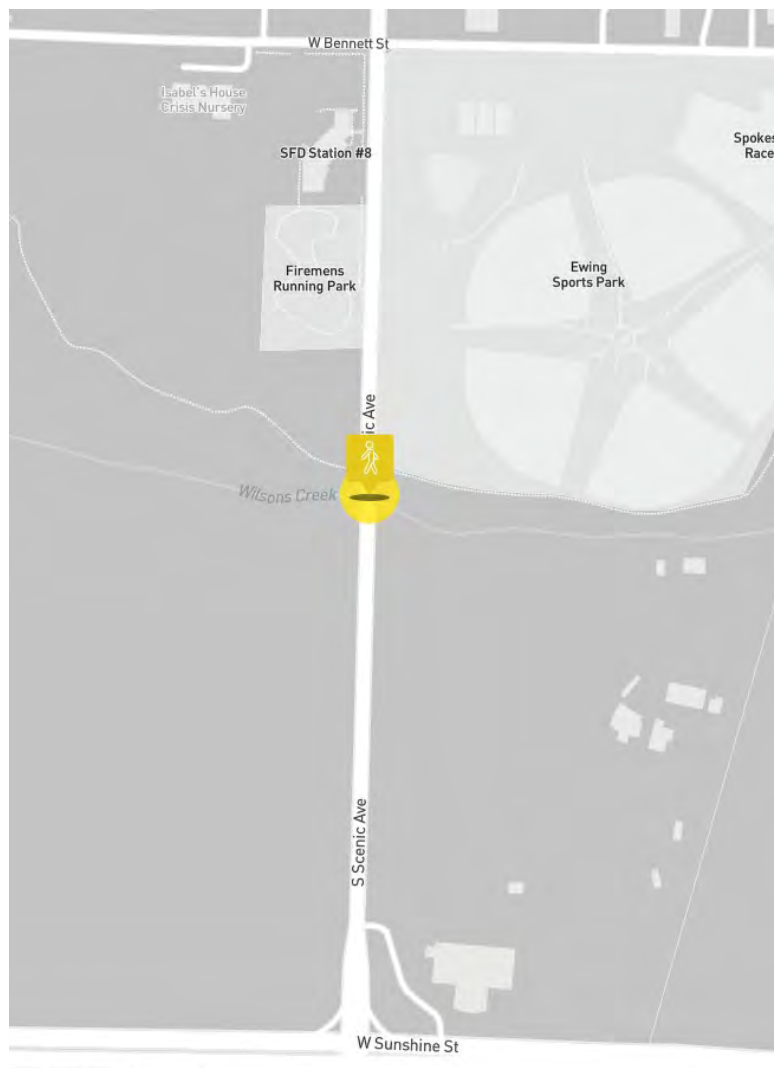 W Bennett St
Isabel's House
Crisis Nursery
SFD Station #8
Spokes
Race
Firemens
Running Park
Ewing
Sports Park
ic Ave
Wilsons Creek
S Scenic Ave
W Sunshine St